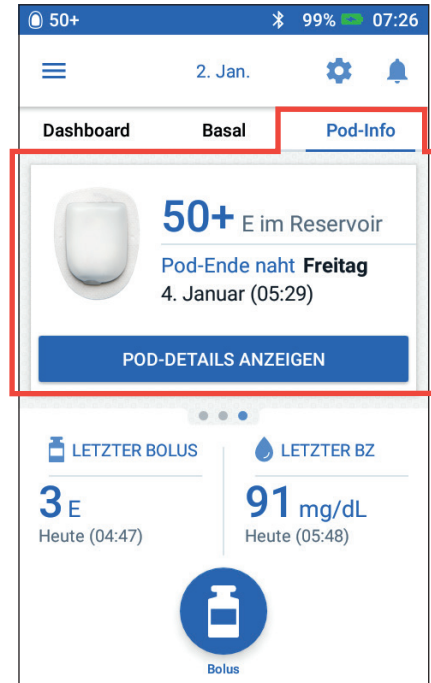 50+ 99% 07:26
2. Jan.
Dashboard Basal Pod-Info
50+ E im Reservoir
Pod-Ende naht Freitag
4. Januar (05:29)
POD-DETAILS ANZEIGEN
LETZTER BOLUS LETZTER BZ
3 E 91 mg/dL
Heute (04:47) Heute (05:48)
Bolus